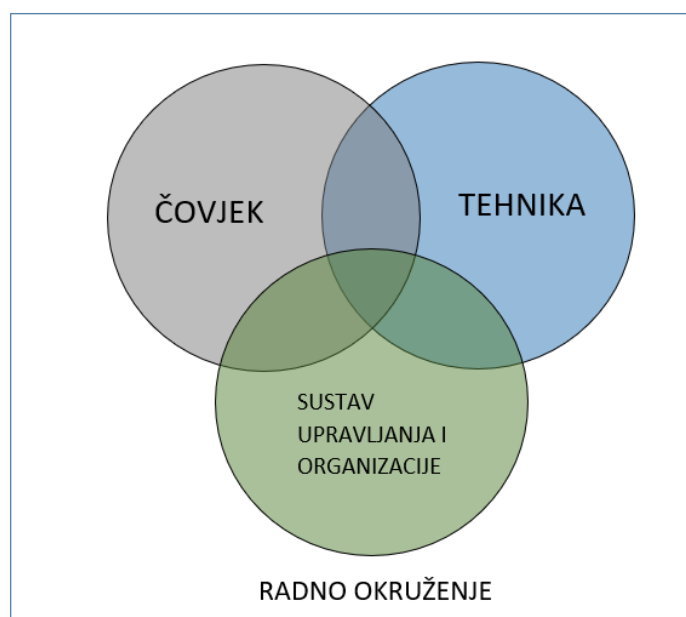 ČOVJEK
TEHNIKA
SUSTAV
UPRAVLJANJA I
ORGANIZACIJE
RADNO OKRUŽENJE